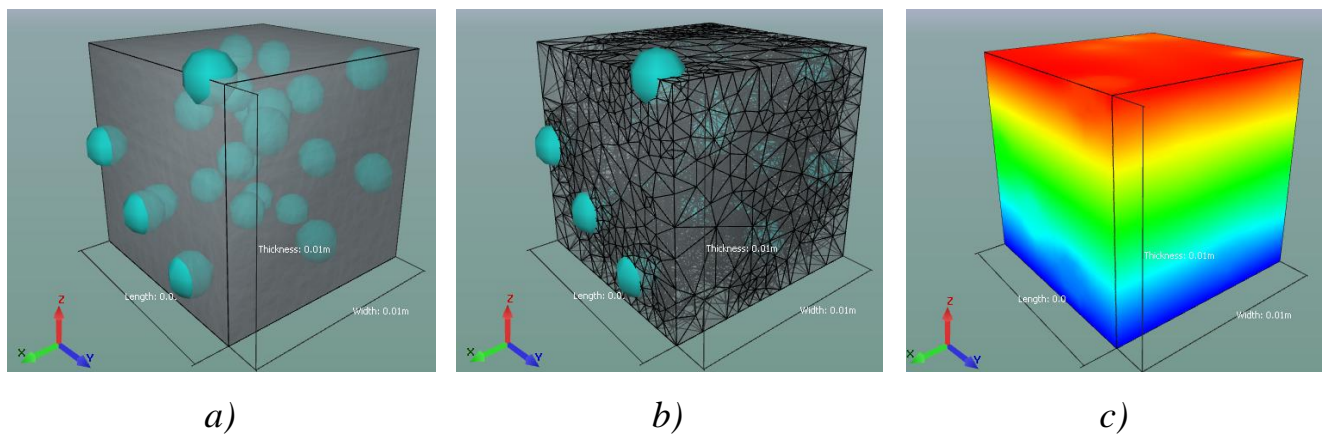 Thickness: 0.01m
Length: 0.0
Width: 0.01m
Z
X
Y
Thickness: 0.01m
Length: 0.0
Width: 0.01m
Z
X
Y
Thickness: 0.01m
Length: 0.0
Width: 0.01m
Z
X
Y
a)
b)
c)